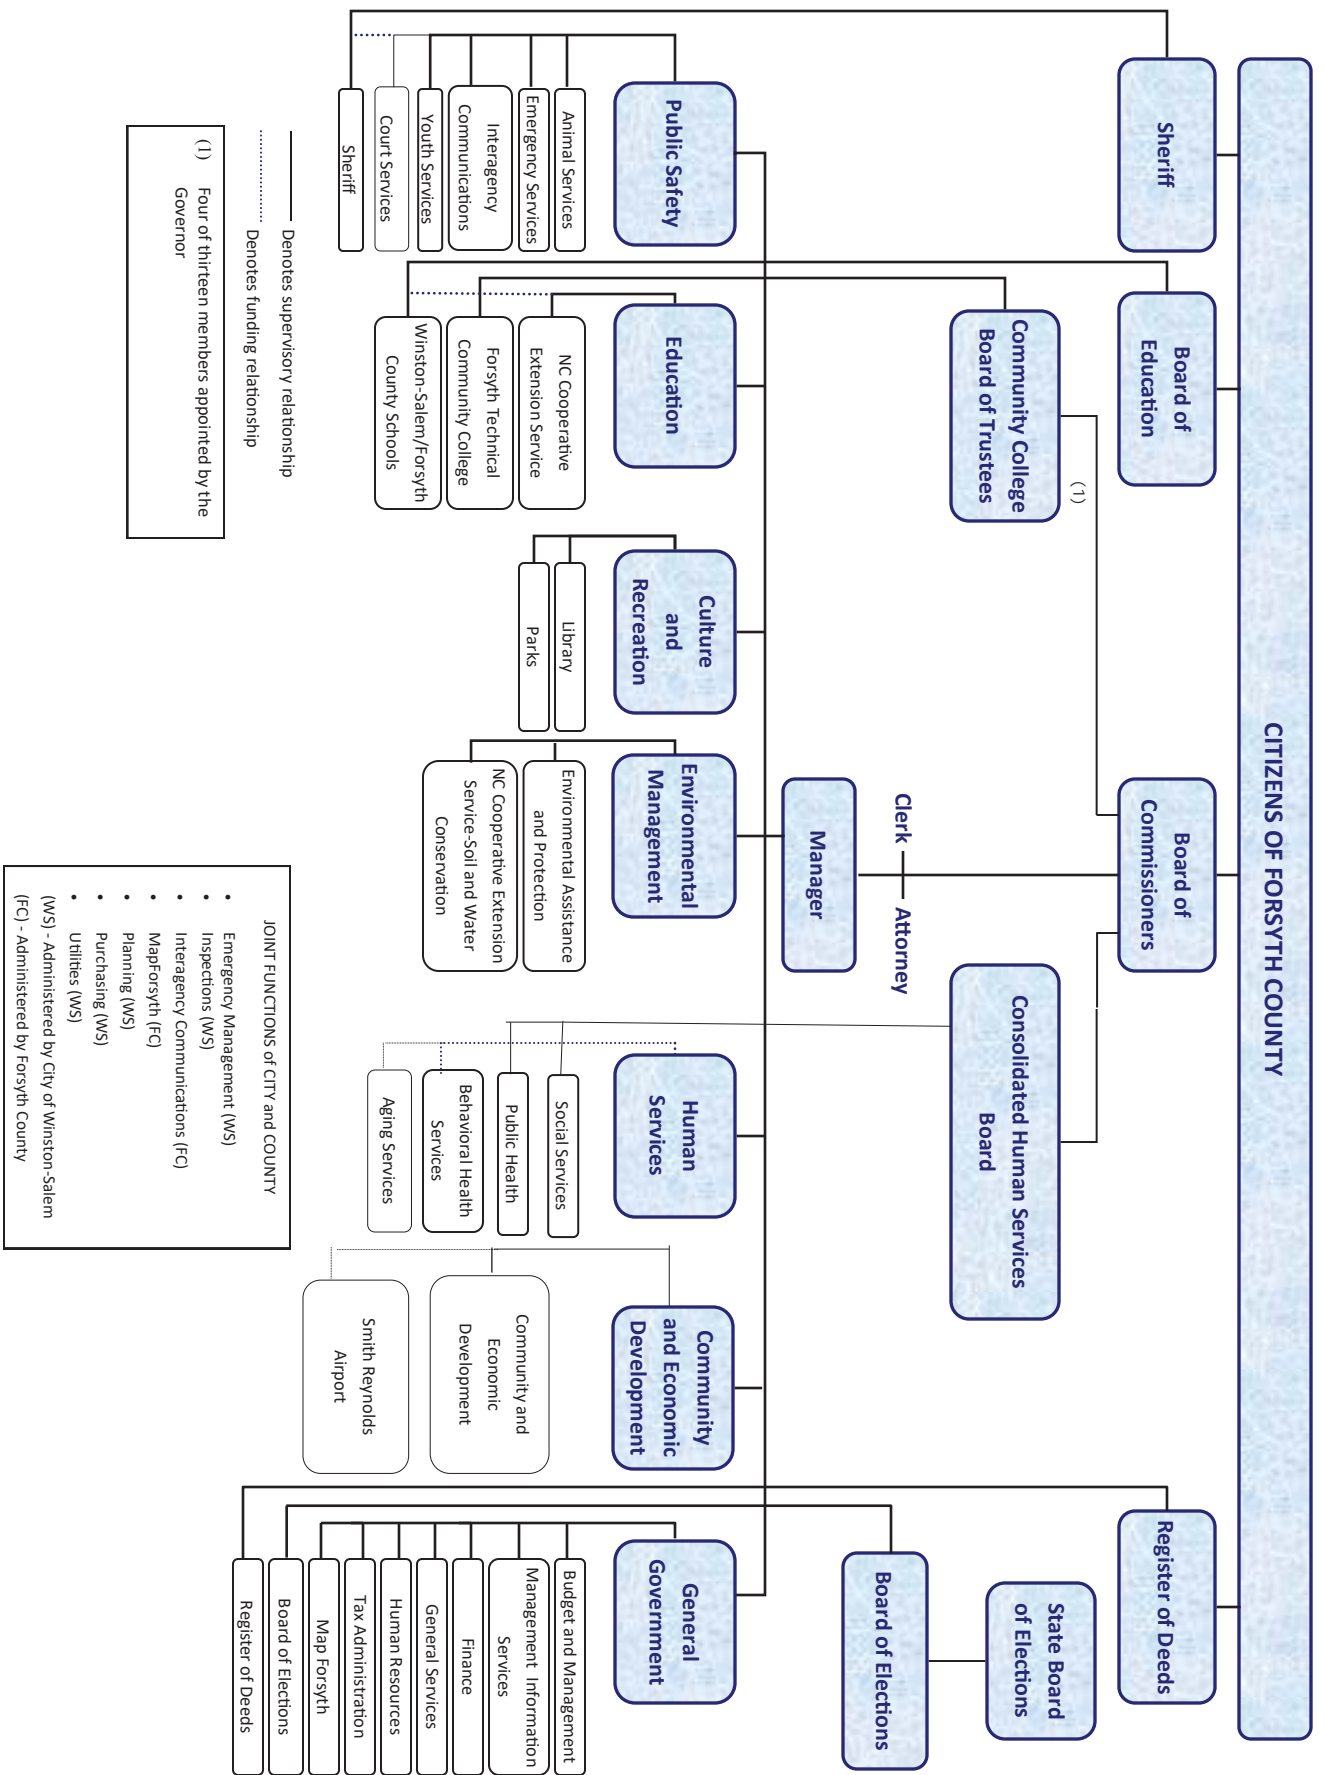 CITIZENS OF FORSYTH COUNTY
Sheriff
Board of
Education
Board of
Commissioners
Register of Deeds
Community College
Board of Trustees
(1)
Consolidated Human Services
Board
State Board
of Elections
Clerk
Attorney
Board of Elections
Manager
Public Safety
Education
Culture
and
Recreation
Environmental
Management
Human
Services
Community
and Economic
Development
General
Government
Animal Services
Emergency Services
Interagency
Communications
Youth Services
Court Services
Sheriff
NC Cooperative
Extension Service
Forsyth Technical
Community College
Winston-Salem/Forsyth
County Schools
Library
Parks
Environmental Assistance
and Protection
NC Cooperative Extension
Service-Soil and Water
Conservation
Social Services
Public Health
Behavioral Health
Services
Aging Services
Community and
Economic
Development
Smith Reynolds
Airport
Budget and Management
Management Information
Services
Finance
General Services
Human Resources
Tax Administration
Map Forsyth
Board of Elections
Register of Deeds
Denotes supervisory relationship
Denotes funding relationship
(1) Four of thirteen members appointed by the
Governor
JOINT FUNCTIONS of CITY and COUNTY
• Emergency Management (WS)
• Inspections (WS)
• Interagency Communications (FC)
• MapForsyth (FC)
• Planning (WS)
• Purchasing (WS)
• Utilities (WS)
(WS) - Administered by City of Winston-Salem
(FC) - Administered by Forsyth County